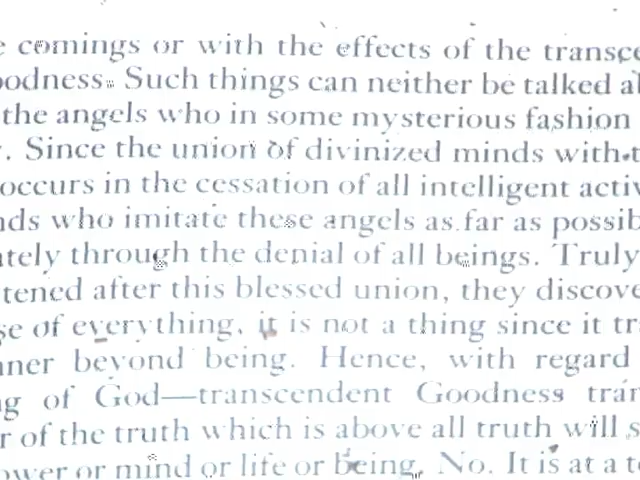 e comings or with the effects of the transce
oodness. Such things can neither be talked al
the angels who in some mysterious fashion
. Since the union of divinized minds with t
occurs in the cessation of all intelligent activ
nds who imitate these angels as far as possib
ately through the denial of all beings. Truly
tened after this blessed union, they discove
se of everything, it is not a thing since it tra
nner beyond being. Hence, with regard
ng of God—transcendent Goodness tran
r of the truth which is above all truth will s
ower or mind or life or being. No. It is at a to